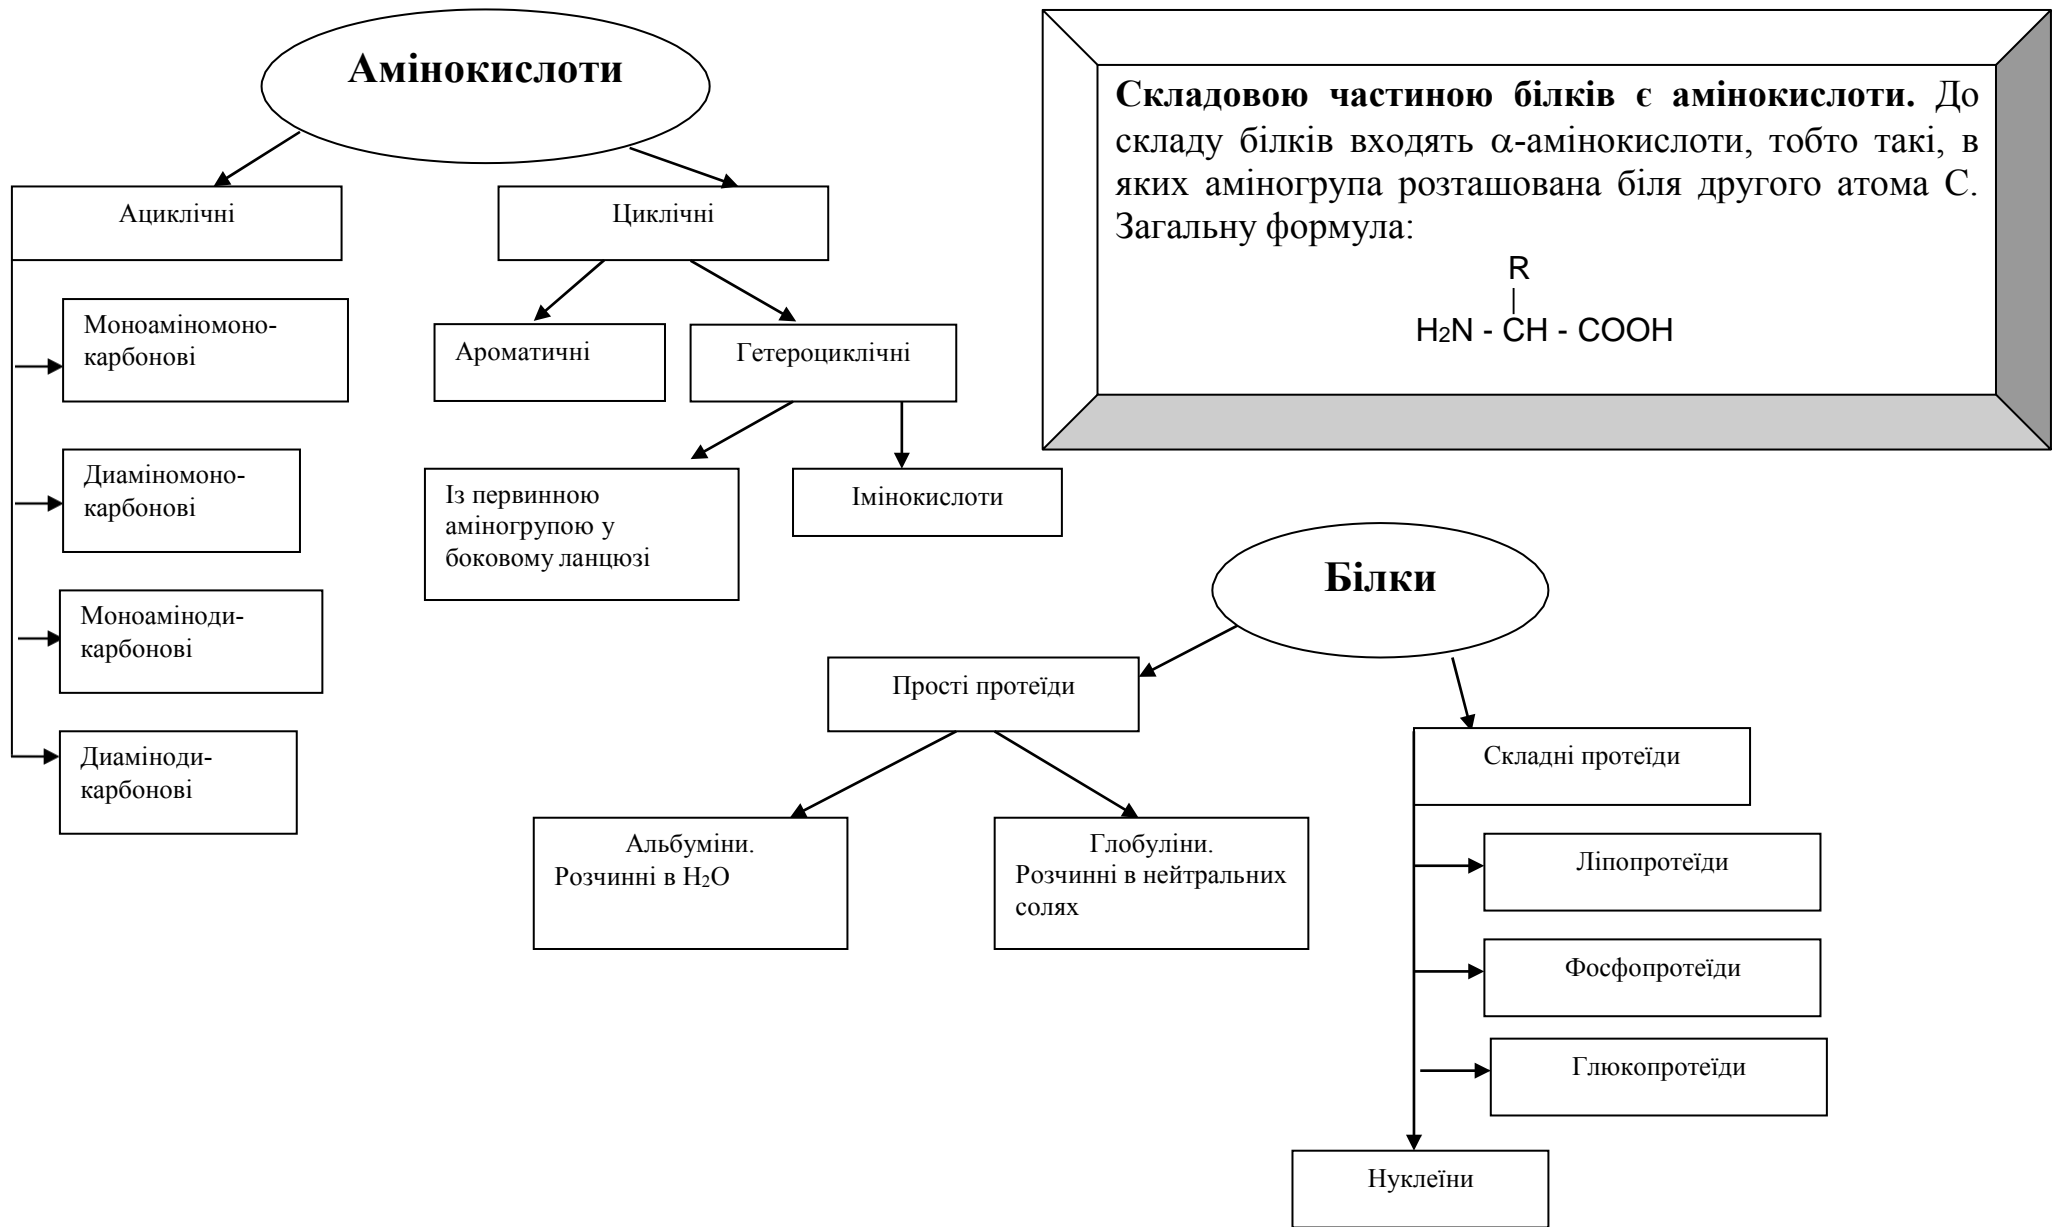 Амінокислоти
Складовою частиною білків є амінокислоти. До
складу білків входять α-амінокислоти, тобто такі, в
яких аміногрупа розташована біля другого атома С.
Загальну формула:
R
|
H₂N - CH - COOH
Ациклічні
Циклічні
Моноаміномоно-
карбонові
Ароматичні
Гетероциклічні
Диаміномоно-
карбонові
Із первинною
аміногрупою у
боковому ланцюзі
Імінокислоти
Моноаміноди-
карбонові
Диаміноди-
карбонові
Білки
Прості протеїди
Складні протеїди
Альбуміни.
Розчинні в H₂O
Глобуліни.
Розчинні в нейтральних
солях
Ліпопротеїди
Фосфопротеїди
Глюкопротеїди
Нуклеїни